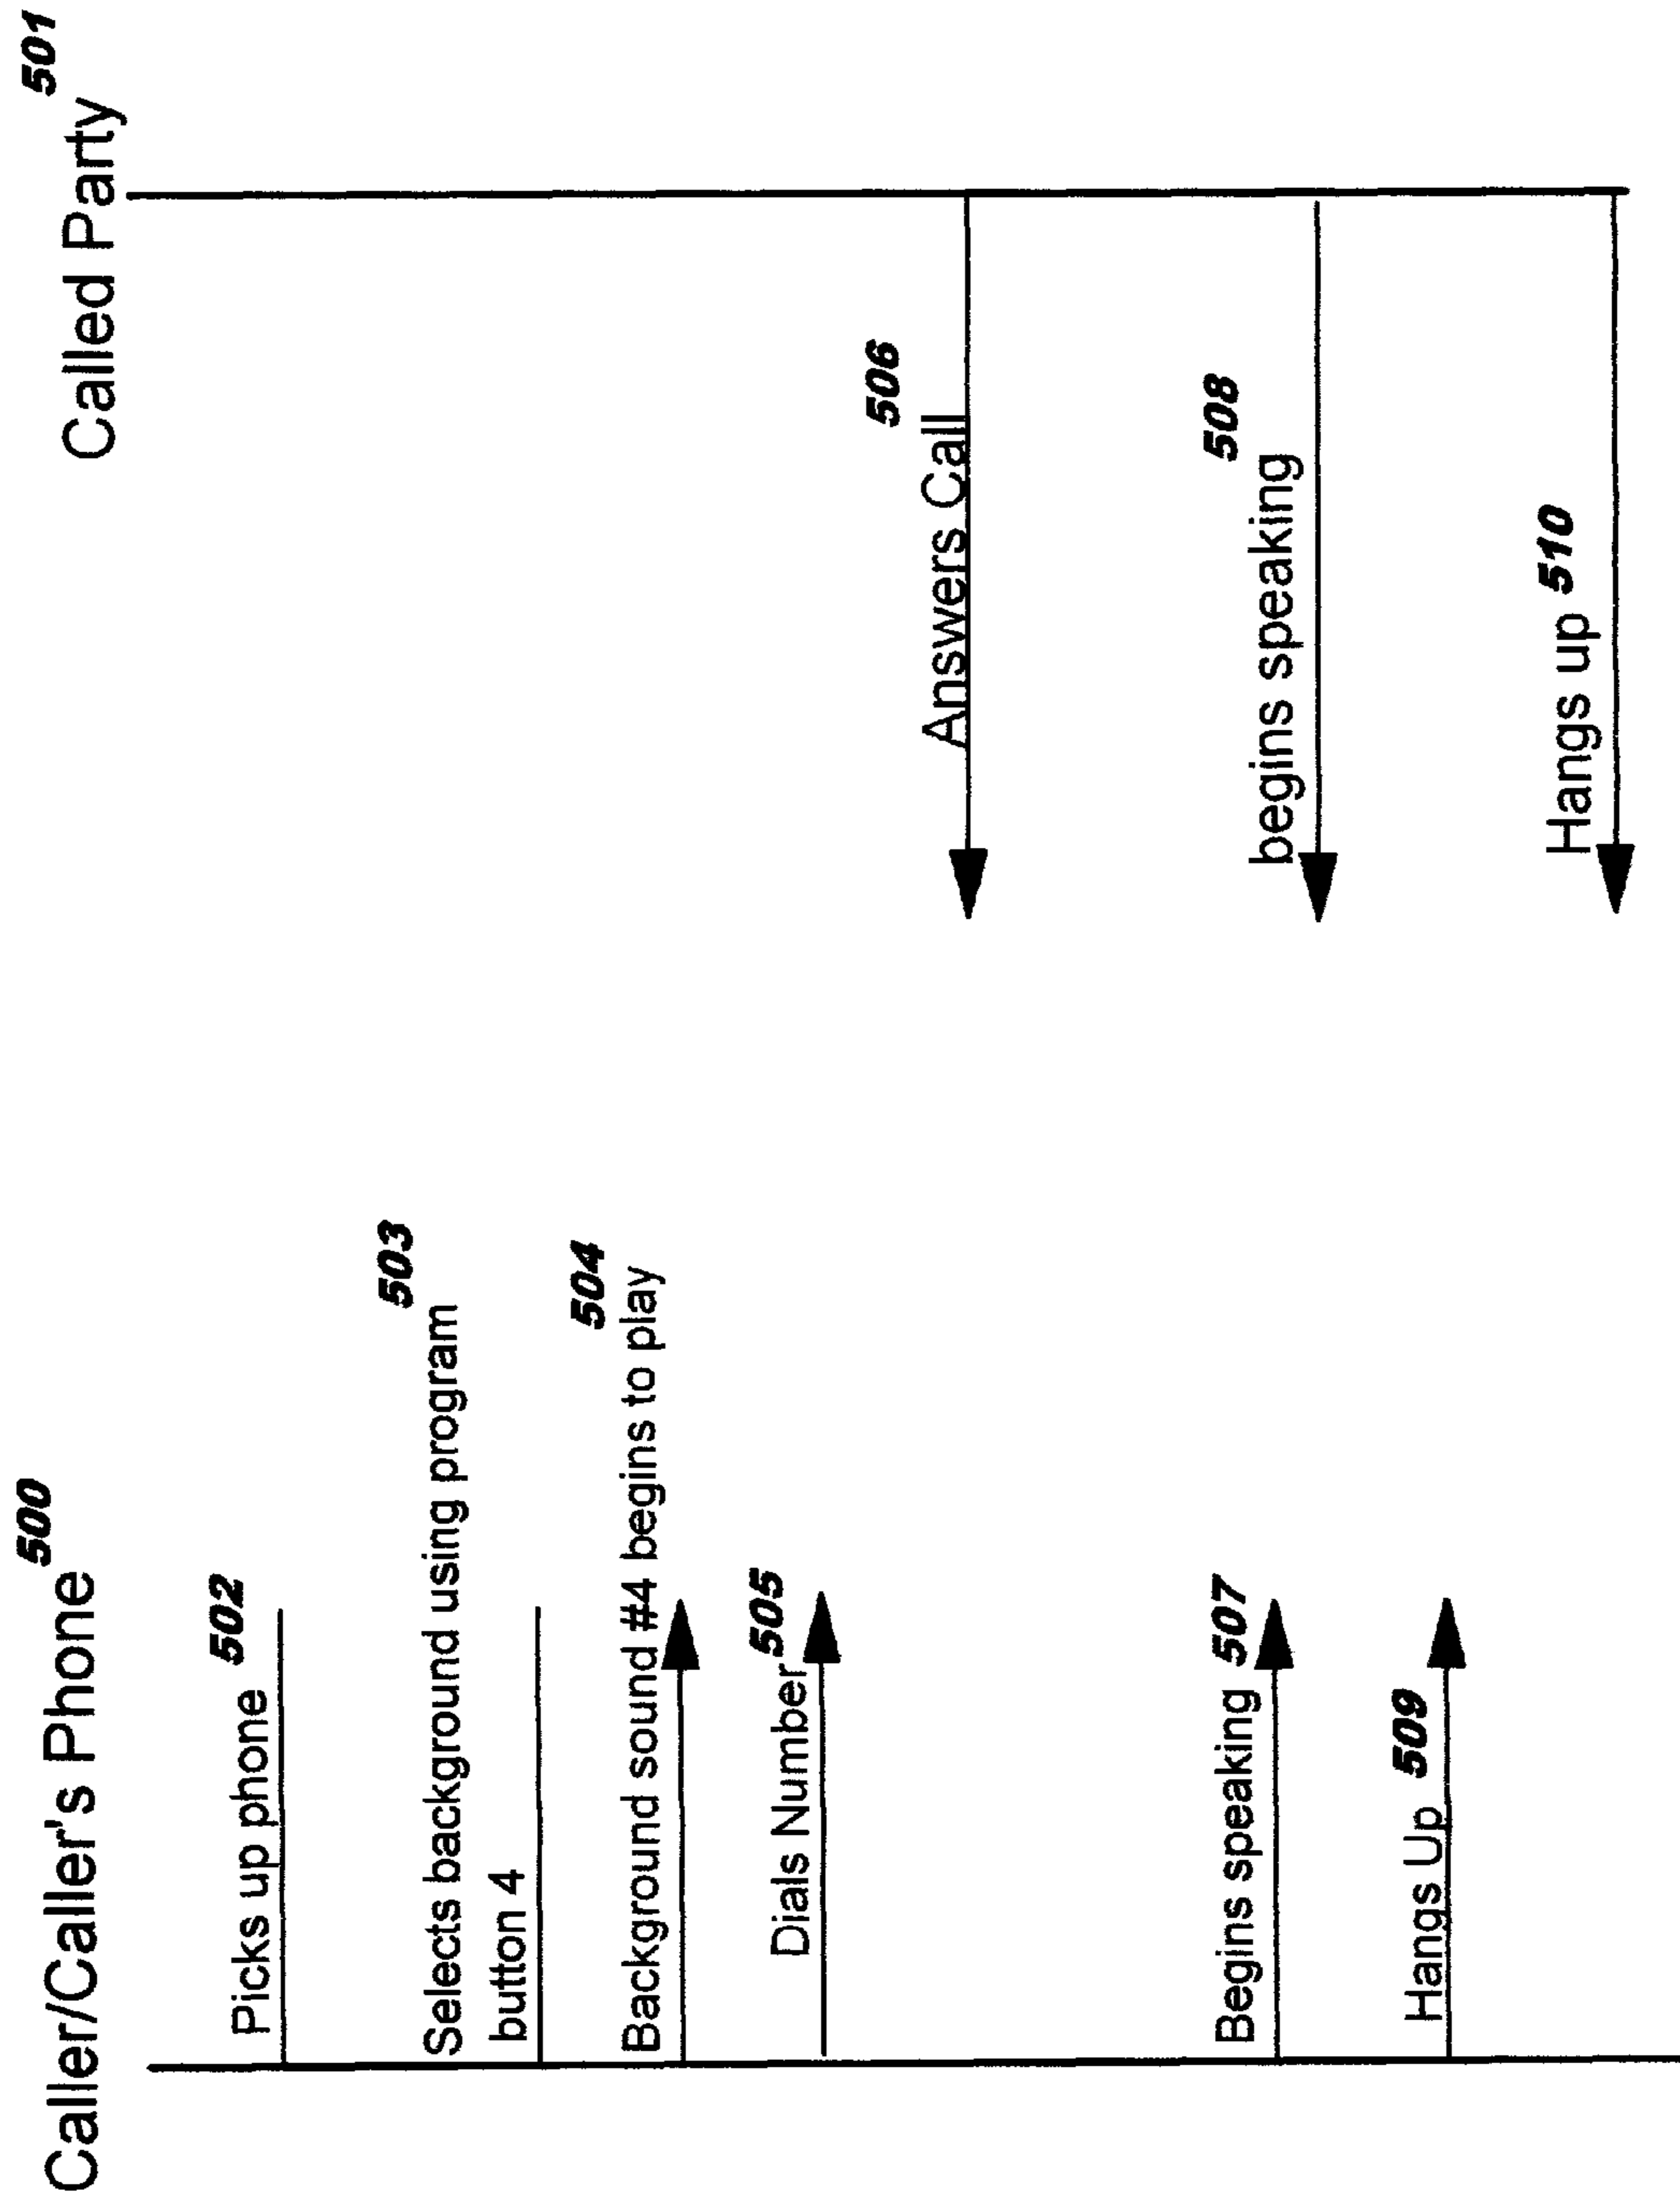 Caller/Caller's Phone 500
Called Party 501
Picks up phone 502
503
Selects background using program
button 4
504
Background sound #4 begins to play
Dials Number 505
506
Answers Call
Begins speaking 507
508
begins speaking
Hangs Up 509
Hangs up 510